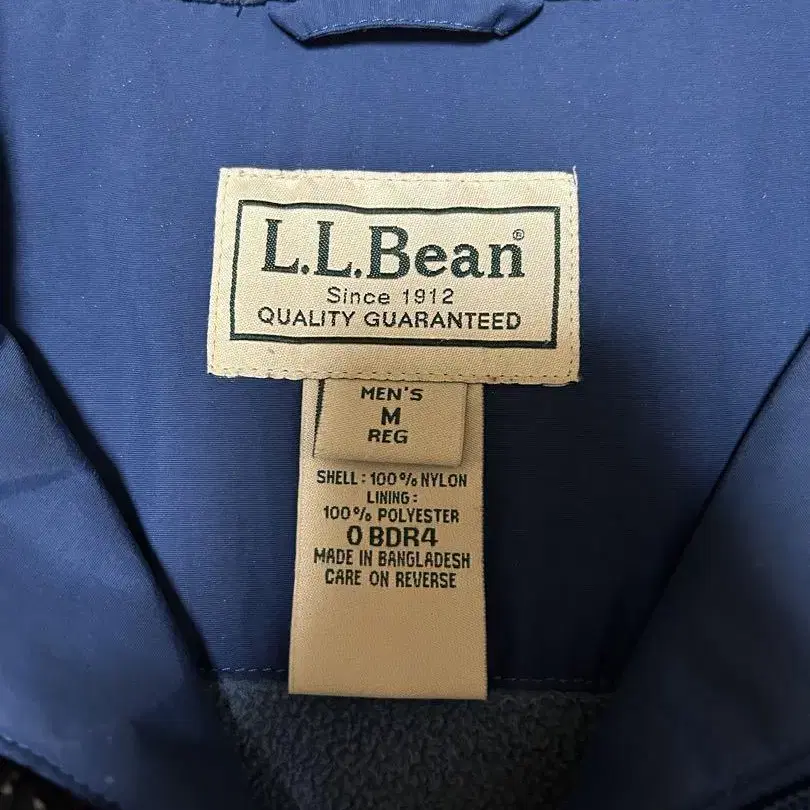 L.L.Bean®
Since 1912
QUALITY GUARANTEED
MEN'S
M
REG
SHELL: 100% NYLON
LINING:
100% POLYESTER
0 BDR4
MADE IN BANGLADESH
CARE ON REVERSE